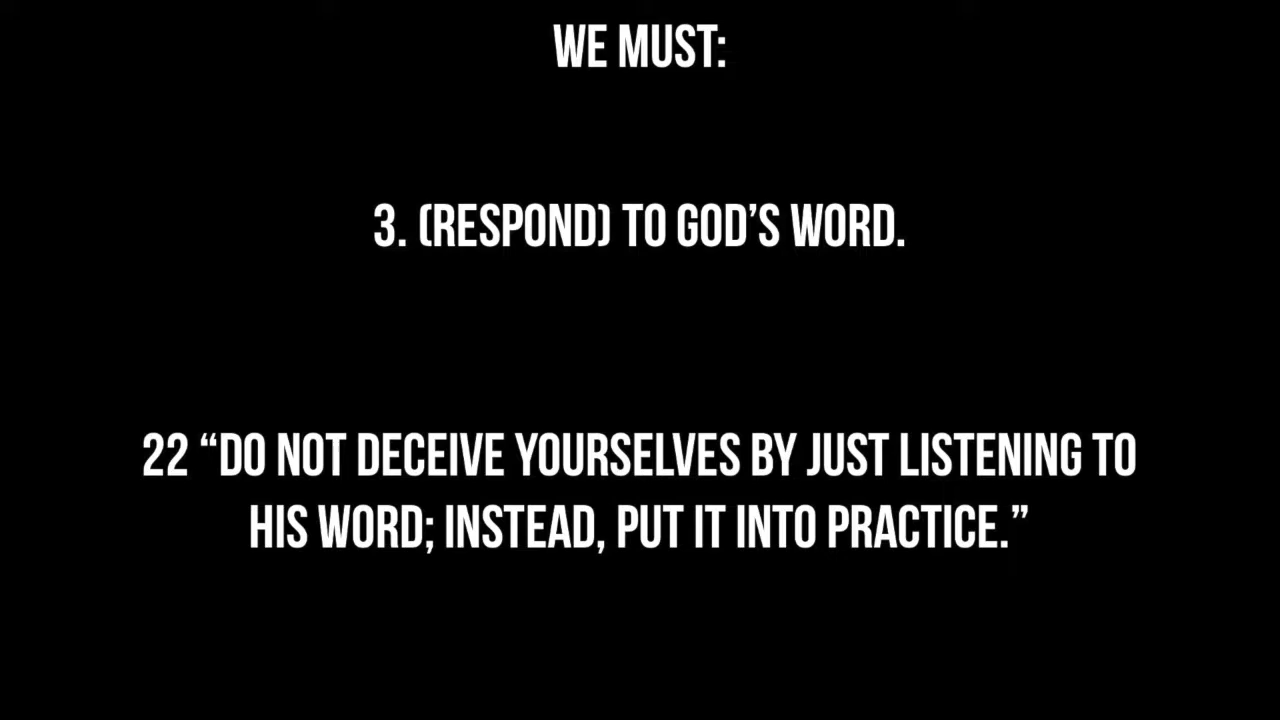 WE MUST:
3. (RESPOND) TO GOD’S WORD.
22 “DO NOT DECEIVE YOURSELVES BY JUST LISTENING TO
HIS WORD; INSTEAD, PUT IT INTO PRACTICE.”